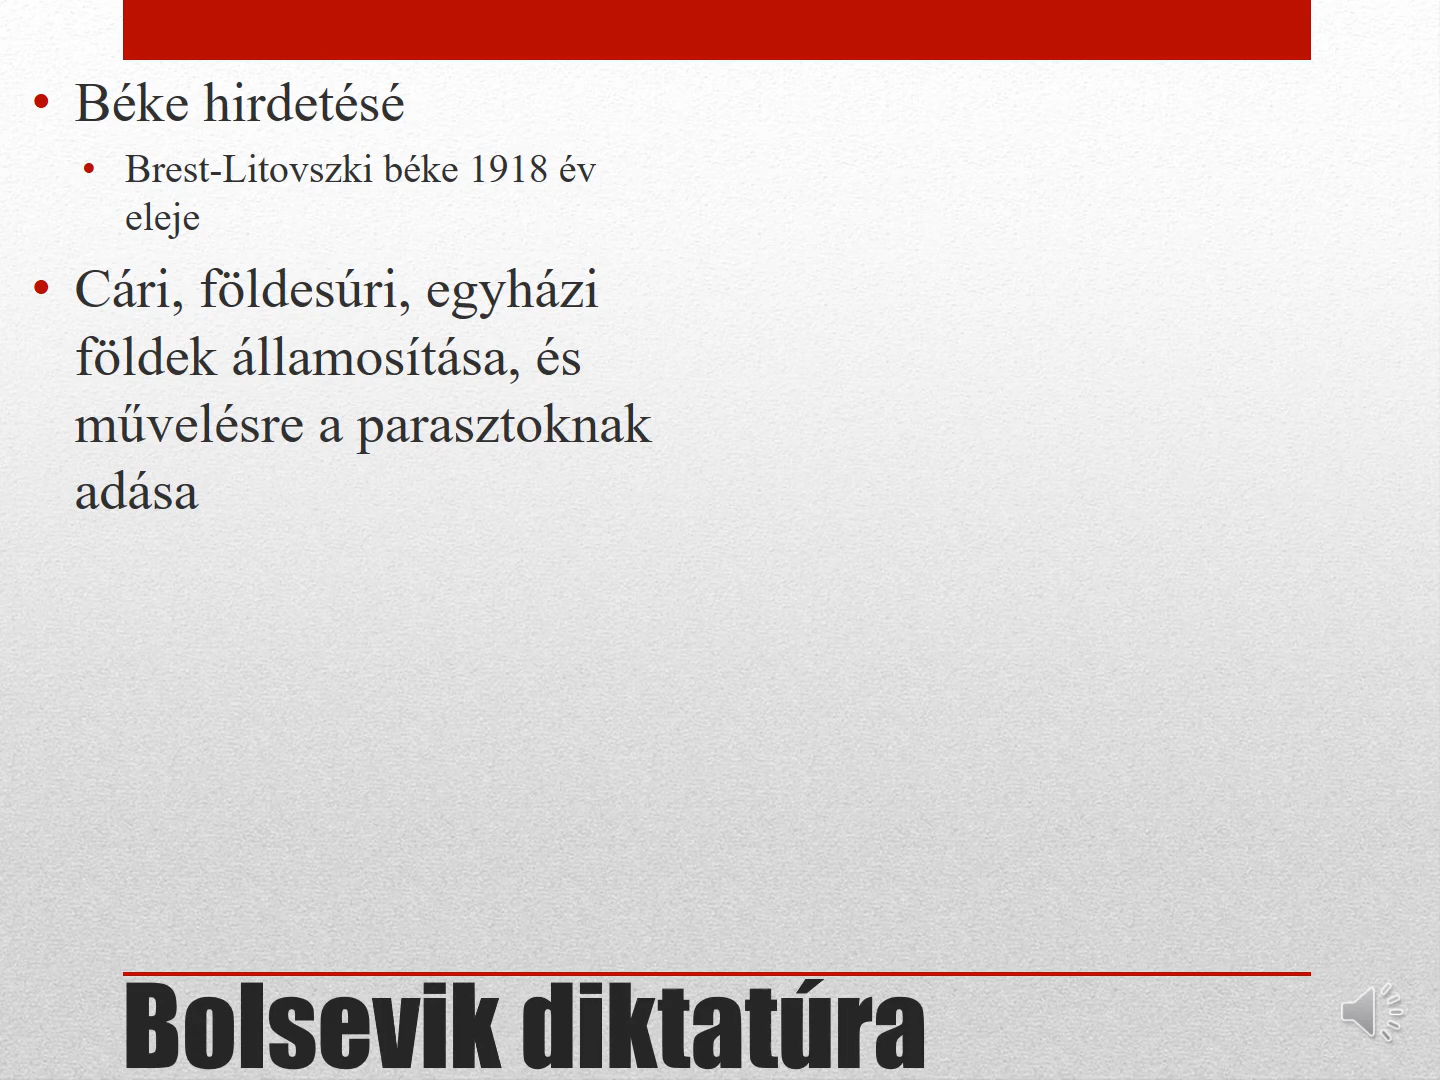 • Béke hirdetésé
• Brest-Litovszki béke 1918 év
eleje
• Cári, földesúri, egyházi
földek államosítása, és
művelésre a parasztoknak
adása
Bolsevik diktatúra